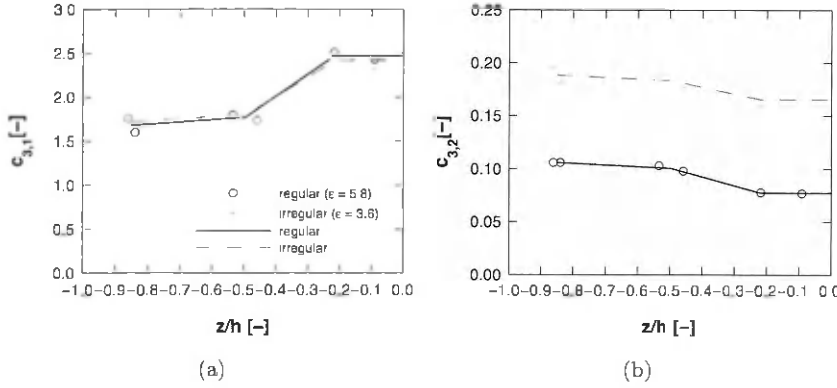 3.0
2.5
2.0
1.5
1.0
0.5
0.0
c3,1 [–]
regular (ε = 5.8)
irregular (ε = 3.6)
regular
irregular
−1.0−0.9−0.8−0.7−0.6−0.5−0.4−0.3−0.2−0.1 0.0
z/h [–]
(a)
0.25
0.20
0.15
0.10
0.05
0.00
c3,2 [–]
−1.0−0.9−0.8−0.7−0.6−0.5−0.4−0.3−0.2−0.1 0.0
z/h [–]
(b)